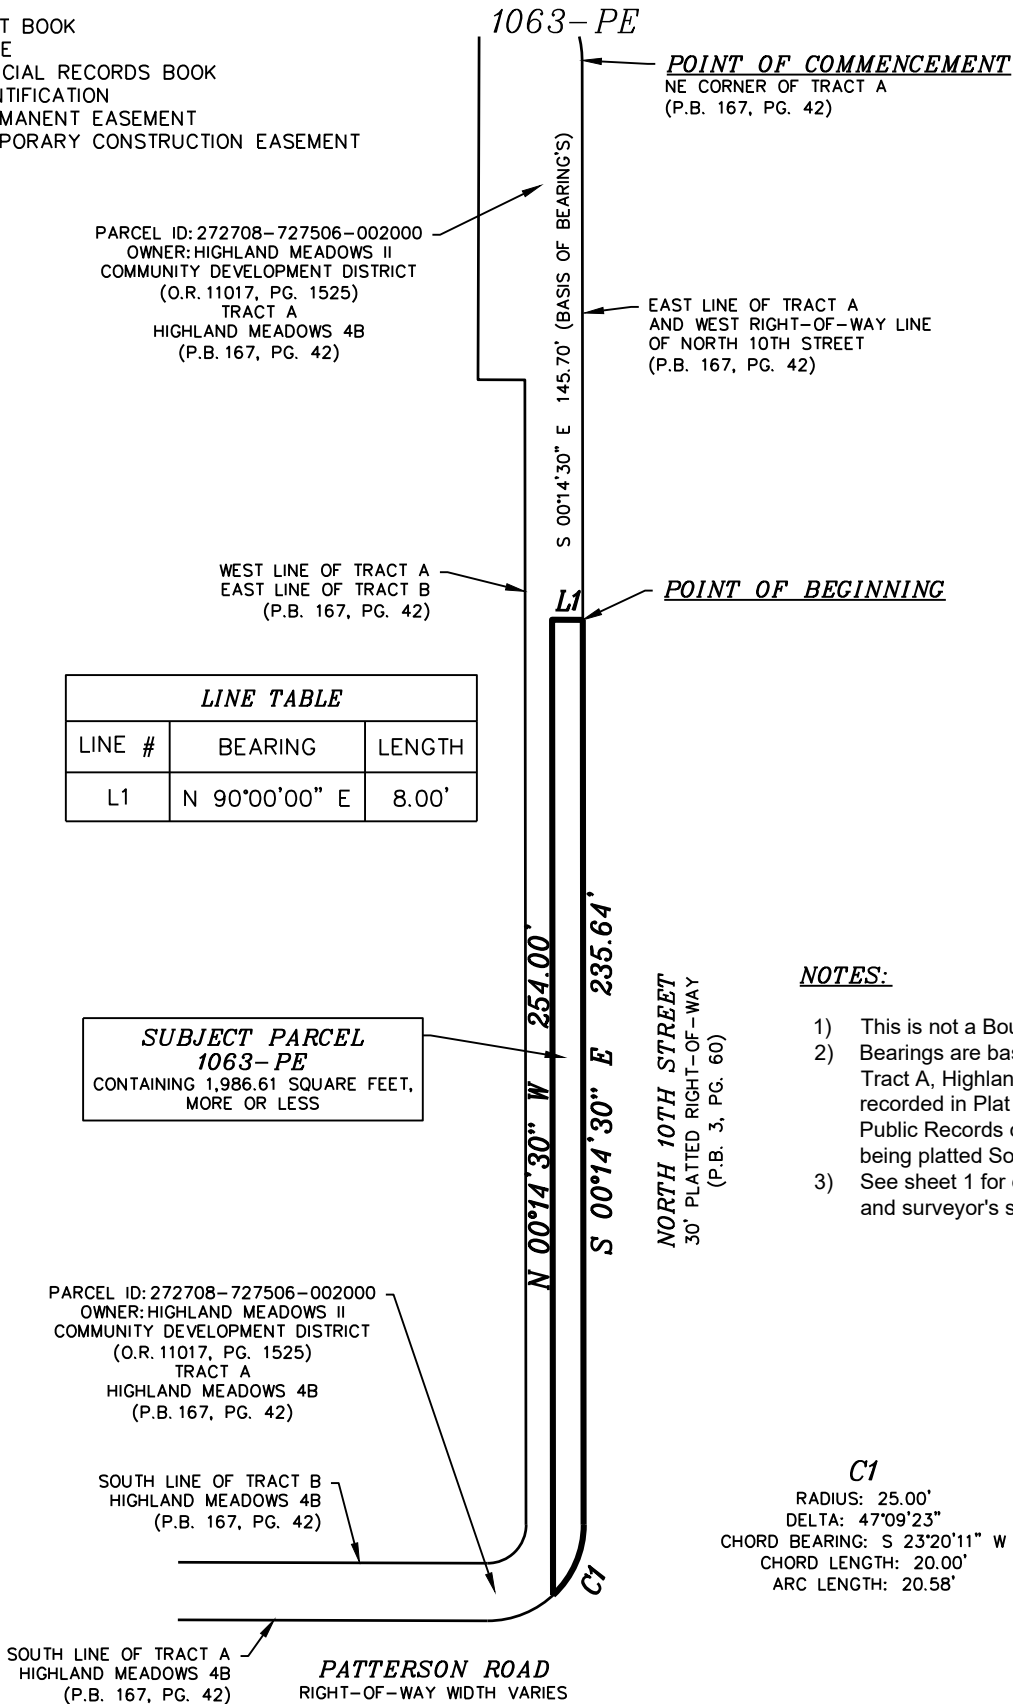 1063-PE
T BOOK
E
CIAL RECORDS BOOK
NTIFICATION
MANENT EASEMENT
PORARY CONSTRUCTION EASEMENT
POINT OF COMMENCEMENT
NE CORNER OF TRACT A
(P.B. 167, PG. 42)
PARCEL ID: 272708-727506-002000
OWNER: HIGHLAND MEADOWS II
COMMUNITY DEVELOPMENT DISTRICT
(O.R. 11017, PG. 1525)
TRACT A
HIGHLAND MEADOWS 4B
(P.B. 167, PG. 42)
S 00°14'30" E 145.70' (BASIS OF BEARING'S)
EAST LINE OF TRACT A
AND WEST RIGHT-OF-WAY LINE
OF NORTH 10TH STREET
(P.B. 167, PG. 42)
WEST LINE OF TRACT A
EAST LINE OF TRACT B
(P.B. 167, PG. 42)
L1
POINT OF BEGINNING
LINE TABLE
LINE # BEARING LENGTH
L1 N 90°00'00" E 8.00'
SUBJECT PARCEL
1063-PE
CONTAINING 1,986.61 SQUARE FEET,
MORE OR LESS
N 00°14'30" W 254.00'
S 00°14'30" E 235.64'
NORTH 10TH STREET
30' PLATTED RIGHT-OF-WAY
(P.B. 3, PG. 60)
NOTES:
1) This is not a Bou
2) Bearings are bas
Tract A, Highlan
recorded in Plat
Public Records o
being platted So
3) See sheet 1 for
and surveyor's s
PARCEL ID: 272708-727506-002000
OWNER: HIGHLAND MEADOWS II
COMMUNITY DEVELOPMENT DISTRICT
(O.R. 11017, PG. 1525)
TRACT A
HIGHLAND MEADOWS 4B
(P.B. 167, PG. 42)
SOUTH LINE OF TRACT B
HIGHLAND MEADOWS 4B
(P.B. 167, PG. 42)
C1
C1
RADIUS: 25.00'
DELTA: 47°09'23"
CHORD BEARING: S 23°20'11" W
CHORD LENGTH: 20.00'
ARC LENGTH: 20.58'
SOUTH LINE OF TRACT A
HIGHLAND MEADOWS 4B
(P.B. 167, PG. 42)
PATTERSON ROAD
RIGHT-OF-WAY WIDTH VARIES